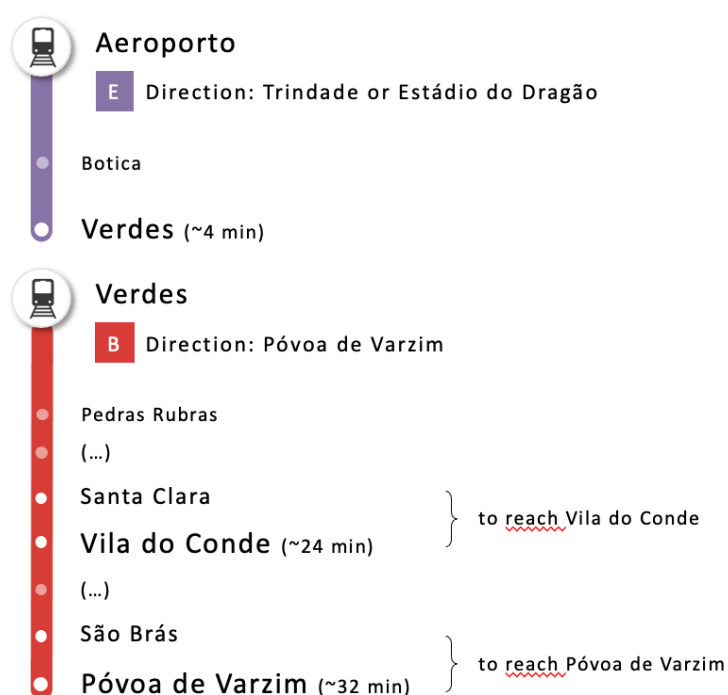 Aeroporto
E Direction: Trindade or Estádio do Dragão
Botica
Verdes (~4 min)
Verdes
B Direction: Póvoa de Varzim
Pedras Rubras
(…)
Santa Clara
to reach Vila do Conde
Vila do Conde (~24 min)
(…)
São Brás
to reach Póvoa de Varzim
Póvoa de Varzim (~32 min)